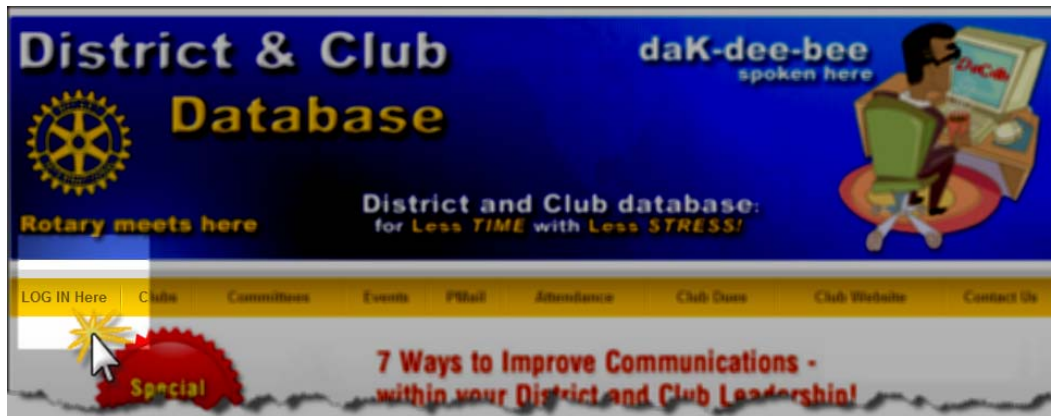 District & Club
Database
daK-dee-bee
spoken here
DaCdb
District and Club database:
for Less TIME with Less STRESS!
Rotary meets here
LOG IN Here Clubs Committees Events PMail Attendance Club Dues Club Website Contact Us
Special
7 Ways to Improve Communications -
within your District and Club Leadership!